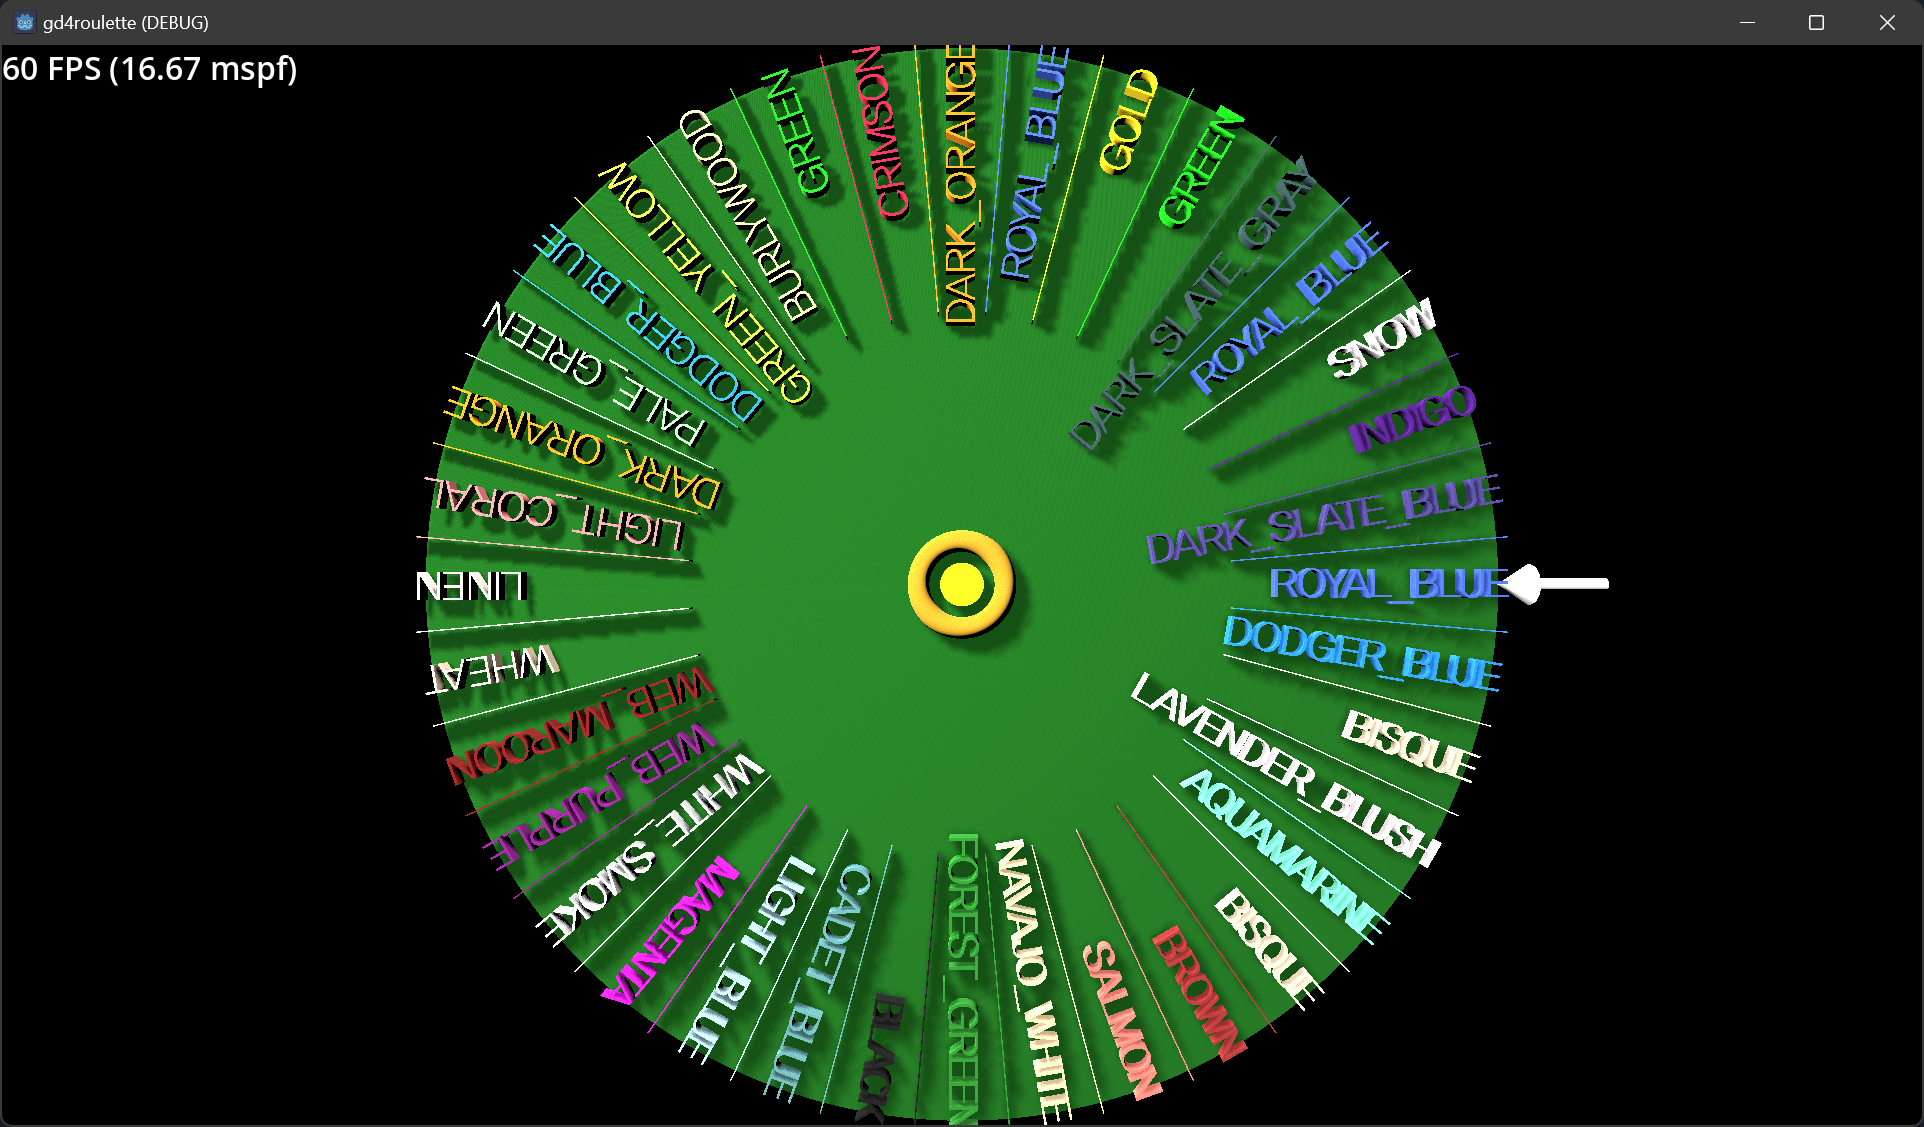 gd4roulette (DEBUG)
60 FPS (16.67 mspf)
DARK_ORANGE
ROYAL_BLUE
GOLD
GREEN
DARK_SLATE_GRAY
ROYAL_BLUE
SNOW
INDIGO
DARK_SLATE_BLUE
ROYAL_BLUE
DODGER_BLUE
BISQUE
LAVENDER_BLUSH
AQUAMARINE
BISQUE
BROWN
SALMON
NAVAJO_WHITE
FOREST_GREEN
BLACK
CADET_BLUE
LIGHT_BLUE
MAGENTA
WHITE_SMOKE
WEB_PURPLE
WEB_MAROON
WHEAT
LINEN
LIGHT_CORAL
DARK_ORANGE
PALE_GREEN
DODGER_BLUE
GREEN_YELLOW
BURLYWOOD
GREEN
CRIMSON